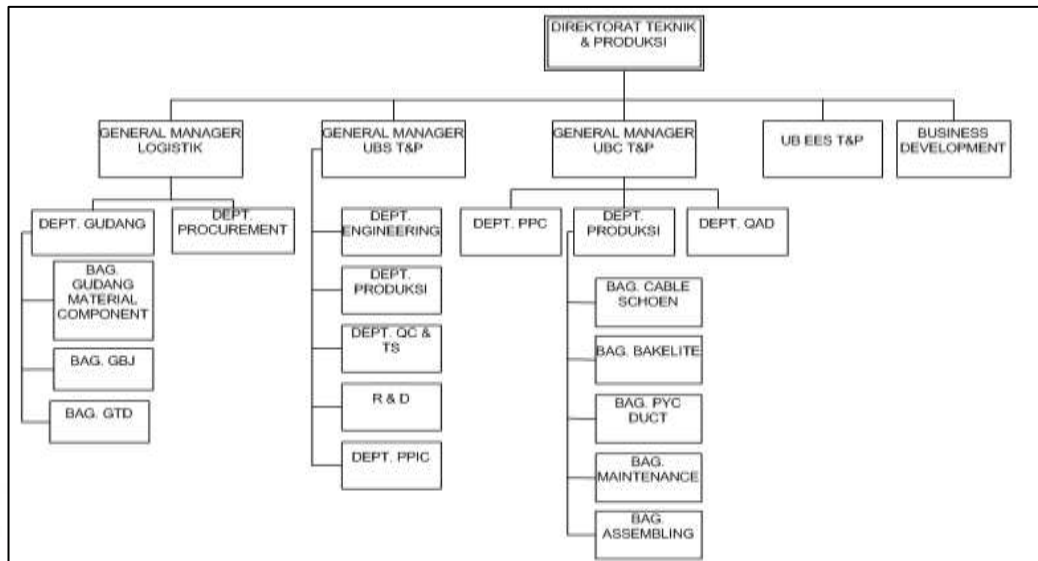 DIREKTORAT TEKNIK
& PRODUKSI
GENERAL MANAGER
LOGISTIK
GENERAL MANAGER
UBS T&P
GENERAL MANAGER
UBC T&P
UB EES T&P
BUSINESS
DEVELOPMENT
DEPT. GUDANG
DEPT.
PROCUREMENT
BAG.
GUDANG
MATERIAL
COMPONENT
BAG. GBJ
BAG. GTD
DEPT.
ENGINEERING
DEPT.
PRODUKSI
DEPT. QC &
TS
R & D
DEPT. PPIC
DEPT. PPC
DEPT.
PRODUKSI
DEPT. QAD
BAG. CABLE
SCHOEN
BAG. BAKELITE
BAG. PYC
DUCT
BAG.
MAINTENANCE
BAG.
ASSEMBLING